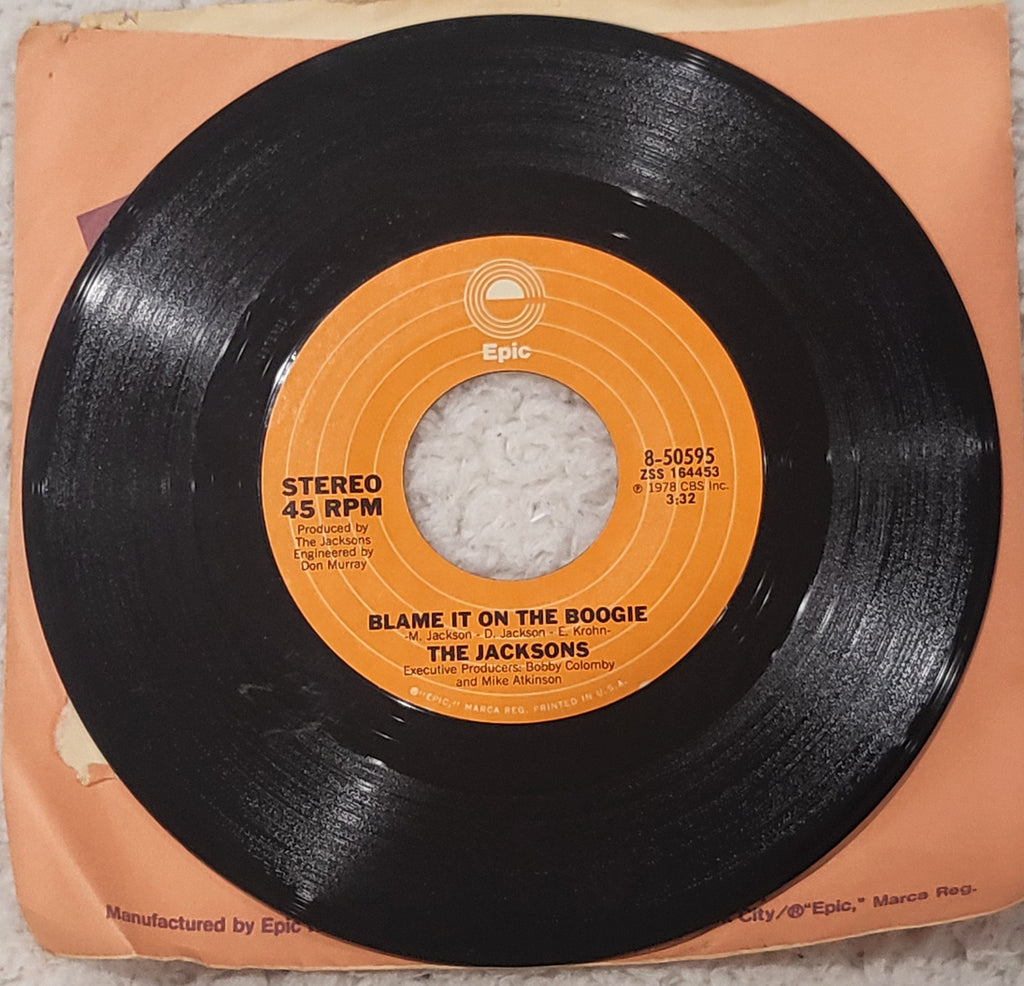 Epic
STEREO
45 RPM
Produced by
The Jacksons
Engineered by
Don Murray
8-50595
ZSS 164453
℗ 1978 CBS Inc.
3:32
BLAME IT ON THE BOOGIE
-M. Jackson - D. Jackson - E. Krohn-
THE JACKSONS
Executive Producers: Bobby Colomby
and Mike Atkinson
®"EPIC," MARCA REG. PRINTED IN U.S.A.
Manufactured by Epic
City/®"Epic," Marca Reg.